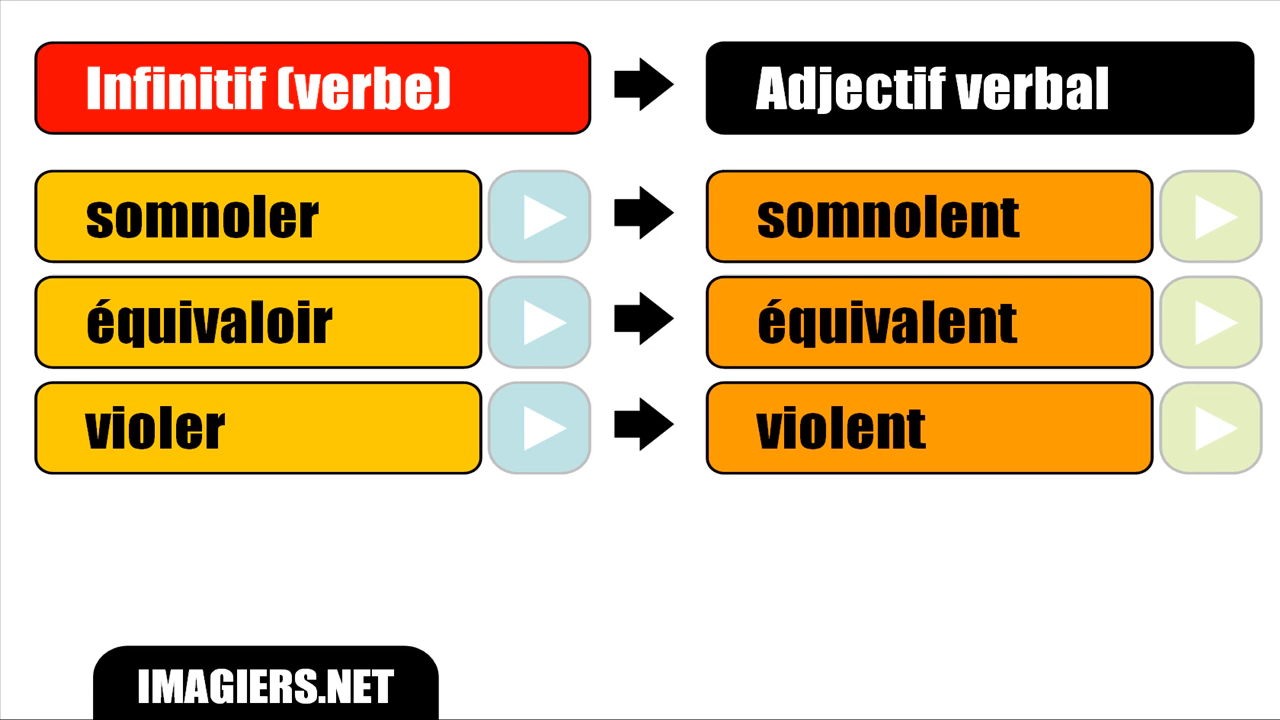 Infinitif (verbe)
Adjectif verbal
somnoler
somnolent
équivaloir
équivalent
violer
violent
IMAGIERS.NET